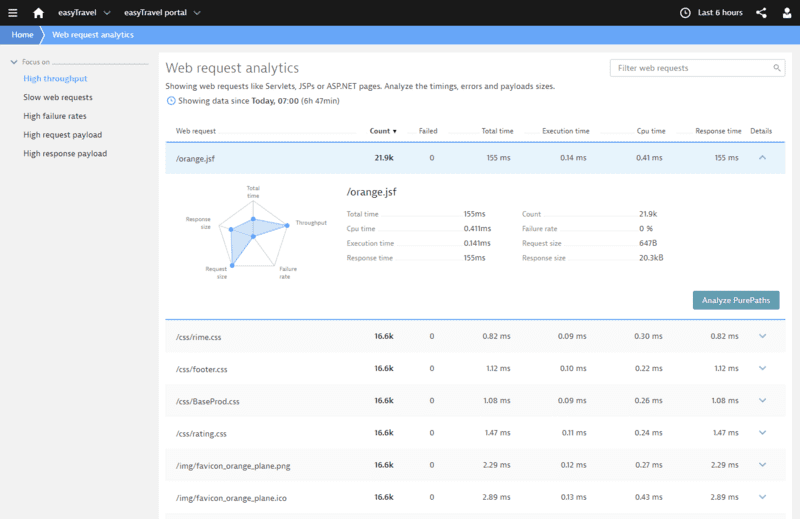 easyTravel easyTravel portal Last 6 hours
Home Web request analytics
Focus on
High throughput
Slow web requests
High failure rates
High request payload
High response payload
Web request analytics
Filter web requests
Showing web requests like Servlets, JSPs or ASP.NET pages. Analyze the timings, errors and payloads sizes.
Showing data since Today, 07:00 (6h 47min)
Web request Count ▼ Failed Total time Execution time Cpu time Response time Details
/orange.jsf 21.9k 0 155 ms 0.14 ms 0.41 ms 155 ms
Total
time
Throughput
Failure
rate
Request
size
Response
size
/orange.jsf
Total time 155ms Count 21.9k
Cpu time 0.411ms Failure rate 0 %
Execution time 0.141ms Request size 647B
Response time 155ms Response size 20.3kB
Analyze PurePaths
/css/rime.css 16.6k 0 0.82 ms 0.09 ms 0.30 ms 0.82 ms
/css/footer.css 16.6k 0 1.12 ms 0.10 ms 0.22 ms 1.12 ms
/css/BaseProd.css 16.6k 0 1.08 ms 0.09 ms 0.26 ms 1.08 ms
/css/rating.css 16.6k 0 1.47 ms 0.11 ms 0.24 ms 1.47 ms
/img/favicon_orange_plane.png 16.6k 0 2.29 ms 0.12 ms 0.27 ms 2.29 ms
/img/favicon_orange_plane.ico 16.6k 0 2.89 ms 0.13 ms 0.43 ms 2.89 ms